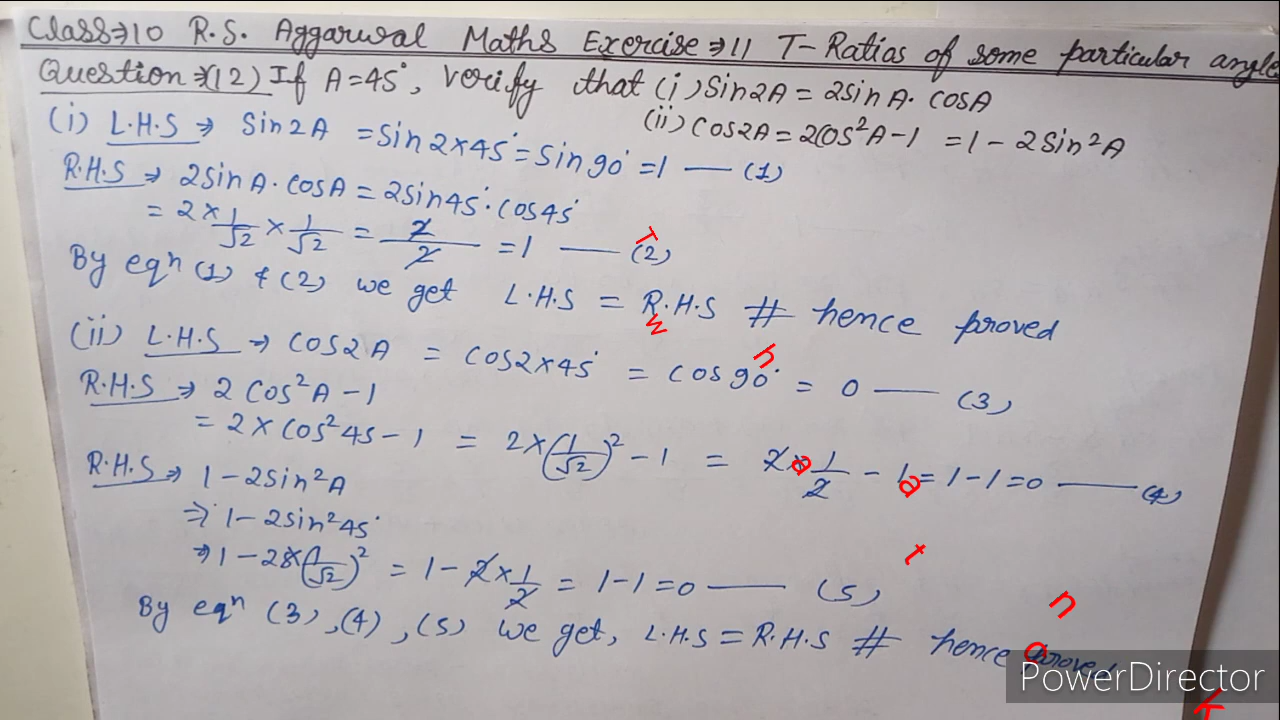 Class→10 R.S. Aggarwal Maths Exercise→11 T-Ratios of some particular angle
Question→(12) If A=45°, verify that (i) Sin2A = 2sinA. cosA
(ii) cos2A = 2cos²A-1 = 1-2Sin²A
(i) L.H.S → Sin2A = Sin2×45° = Sin90° = 1 — (1)
R.H.S → 2sinA. cosA = 2sin45°. cos45°
= 2×1/√2 × 1/√2 = 2/2 = 1 — (2)
By eqn (1) & (2) we get L.H.S = R.H.S # hence proved
(ii) L.H.S → cos2A = cos2×45° = cos90° = 0 — (3)
R.H.S → 2cos²A-1
= 2×cos²45-1 = 2×(1/√2)² - 1 = 2×1/2 - 1 = 1-1=0 — (4)
R.H.S → 1-2sin²A
⇒ 1-2sin²45°
⇒ 1-2×(1/√2)² = 1-2×1/2 = 1-1=0 — (5)
By eqn (3), (4), (5) we get, L.H.S = R.H.S # hence proved
T
h
a
n
k
w
a
t
c
PowerDirector